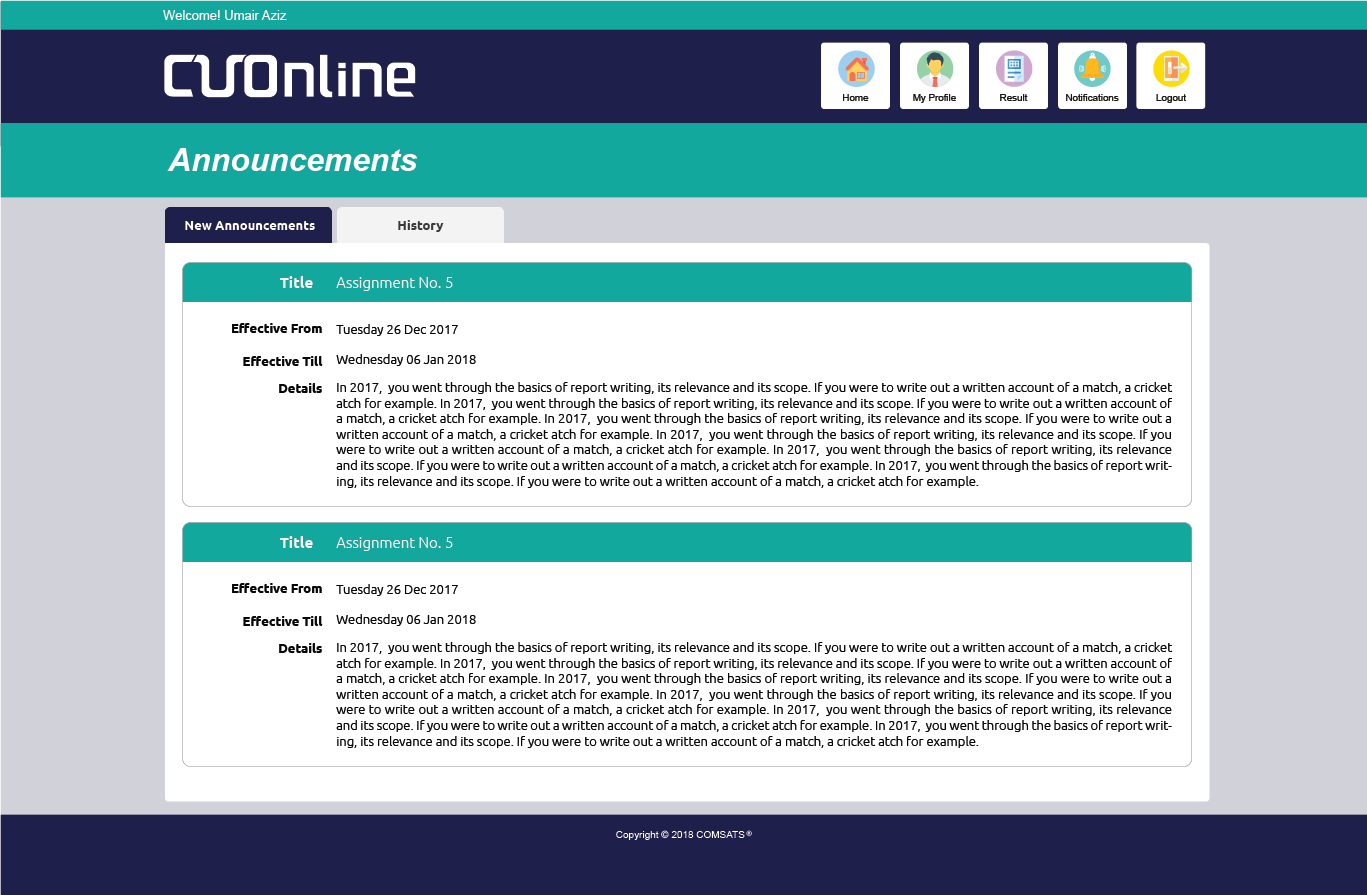 Welcome! Umair Aziz
CUOnline
Home
My Profile
Result
Notifications
Logout
Announcements
New Announcements
History
Title Assignment No. 5
Effective From Tuesday 26 Dec 2017
Effective Till Wednesday 06 Jan 2018
Details In 2017,  you went through the basics of report writing, its relevance and its scope. If you were to write out a written account of a match, a cricket
atch for example. In 2017,  you went through the basics of report writing, its relevance and its scope. If you were to write out a written account of
a match, a cricket atch for example. In 2017,  you went through the basics of report writing, its relevance and its scope. If you were to write out a
written account of a match, a cricket atch for example. In 2017,  you went through the basics of report writing, its relevance and its scope. If you
were to write out a written account of a match, a cricket atch for example. In 2017,  you went through the basics of report writing, its relevance
and its scope. If you were to write out a written account of a match, a cricket atch for example. In 2017,  you went through the basics of report writ-
ing, its relevance and its scope. If you were to write out a written account of a match, a cricket atch for example.
Title Assignment No. 5
Effective From Tuesday 26 Dec 2017
Effective Till Wednesday 06 Jan 2018
Details In 2017,  you went through the basics of report writing, its relevance and its scope. If you were to write out a written account of a match, a cricket
atch for example. In 2017,  you went through the basics of report writing, its relevance and its scope. If you were to write out a written account of
a match, a cricket atch for example. In 2017,  you went through the basics of report writing, its relevance and its scope. If you were to write out a
written account of a match, a cricket atch for example. In 2017,  you went through the basics of report writing, its relevance and its scope. If you
were to write out a written account of a match, a cricket atch for example. In 2017,  you went through the basics of report writing, its relevance
and its scope. If you were to write out a written account of a match, a cricket atch for example. In 2017,  you went through the basics of report writ-
ing, its relevance and its scope. If you were to write out a written account of a match, a cricket atch for example.
Copyright © 2018 COMSATS®